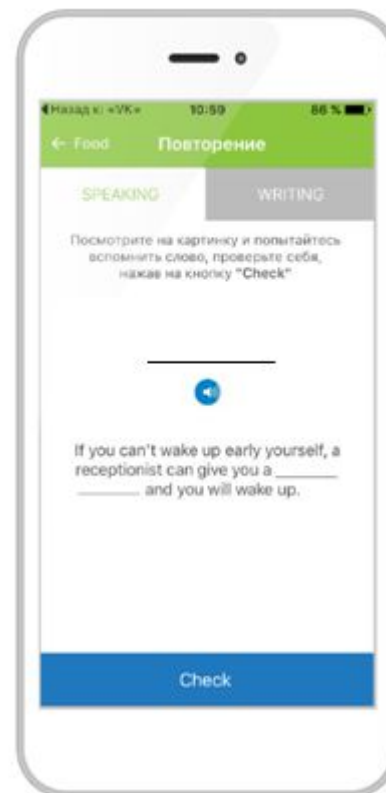 Назад к: «VK» 10:59 86 %
← Food Повторение
SPEAKING WRITING
Посмотрите на картинку и попытайтесь
вспомнить слово, проверьте себя,
нажав на кнопку "Check"
If you can't wake up early yourself, a
receptionist can give you a _______
_______ and you will wake up.
Check